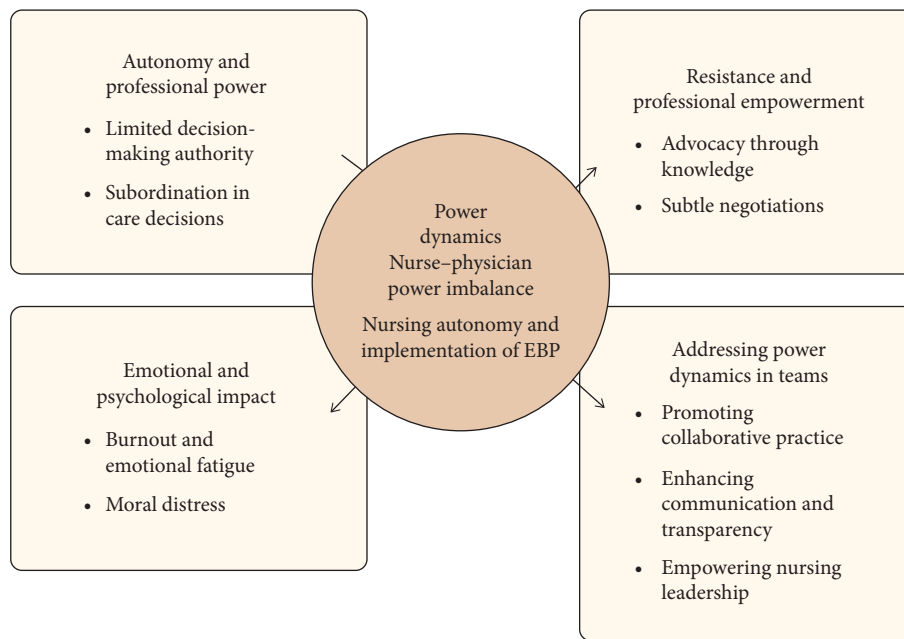 Autonomy and
professional power
• Limited decision-
making authority
• Subordination in
care decisions
Resistance and
professional empowerment
• Advocacy through
knowledge
• Subtle negotiations
Power
dynamics
Nurse–physician
power imbalance
Nursing autonomy and
implementation of EBP
Emotional and
psychological impact
• Burnout and
emotional fatigue
• Moral distress
Addressing power
dynamics in teams
• Promoting
collaborative practice
• Enhancing
communication and
transparency
• Empowering nursing
leadership